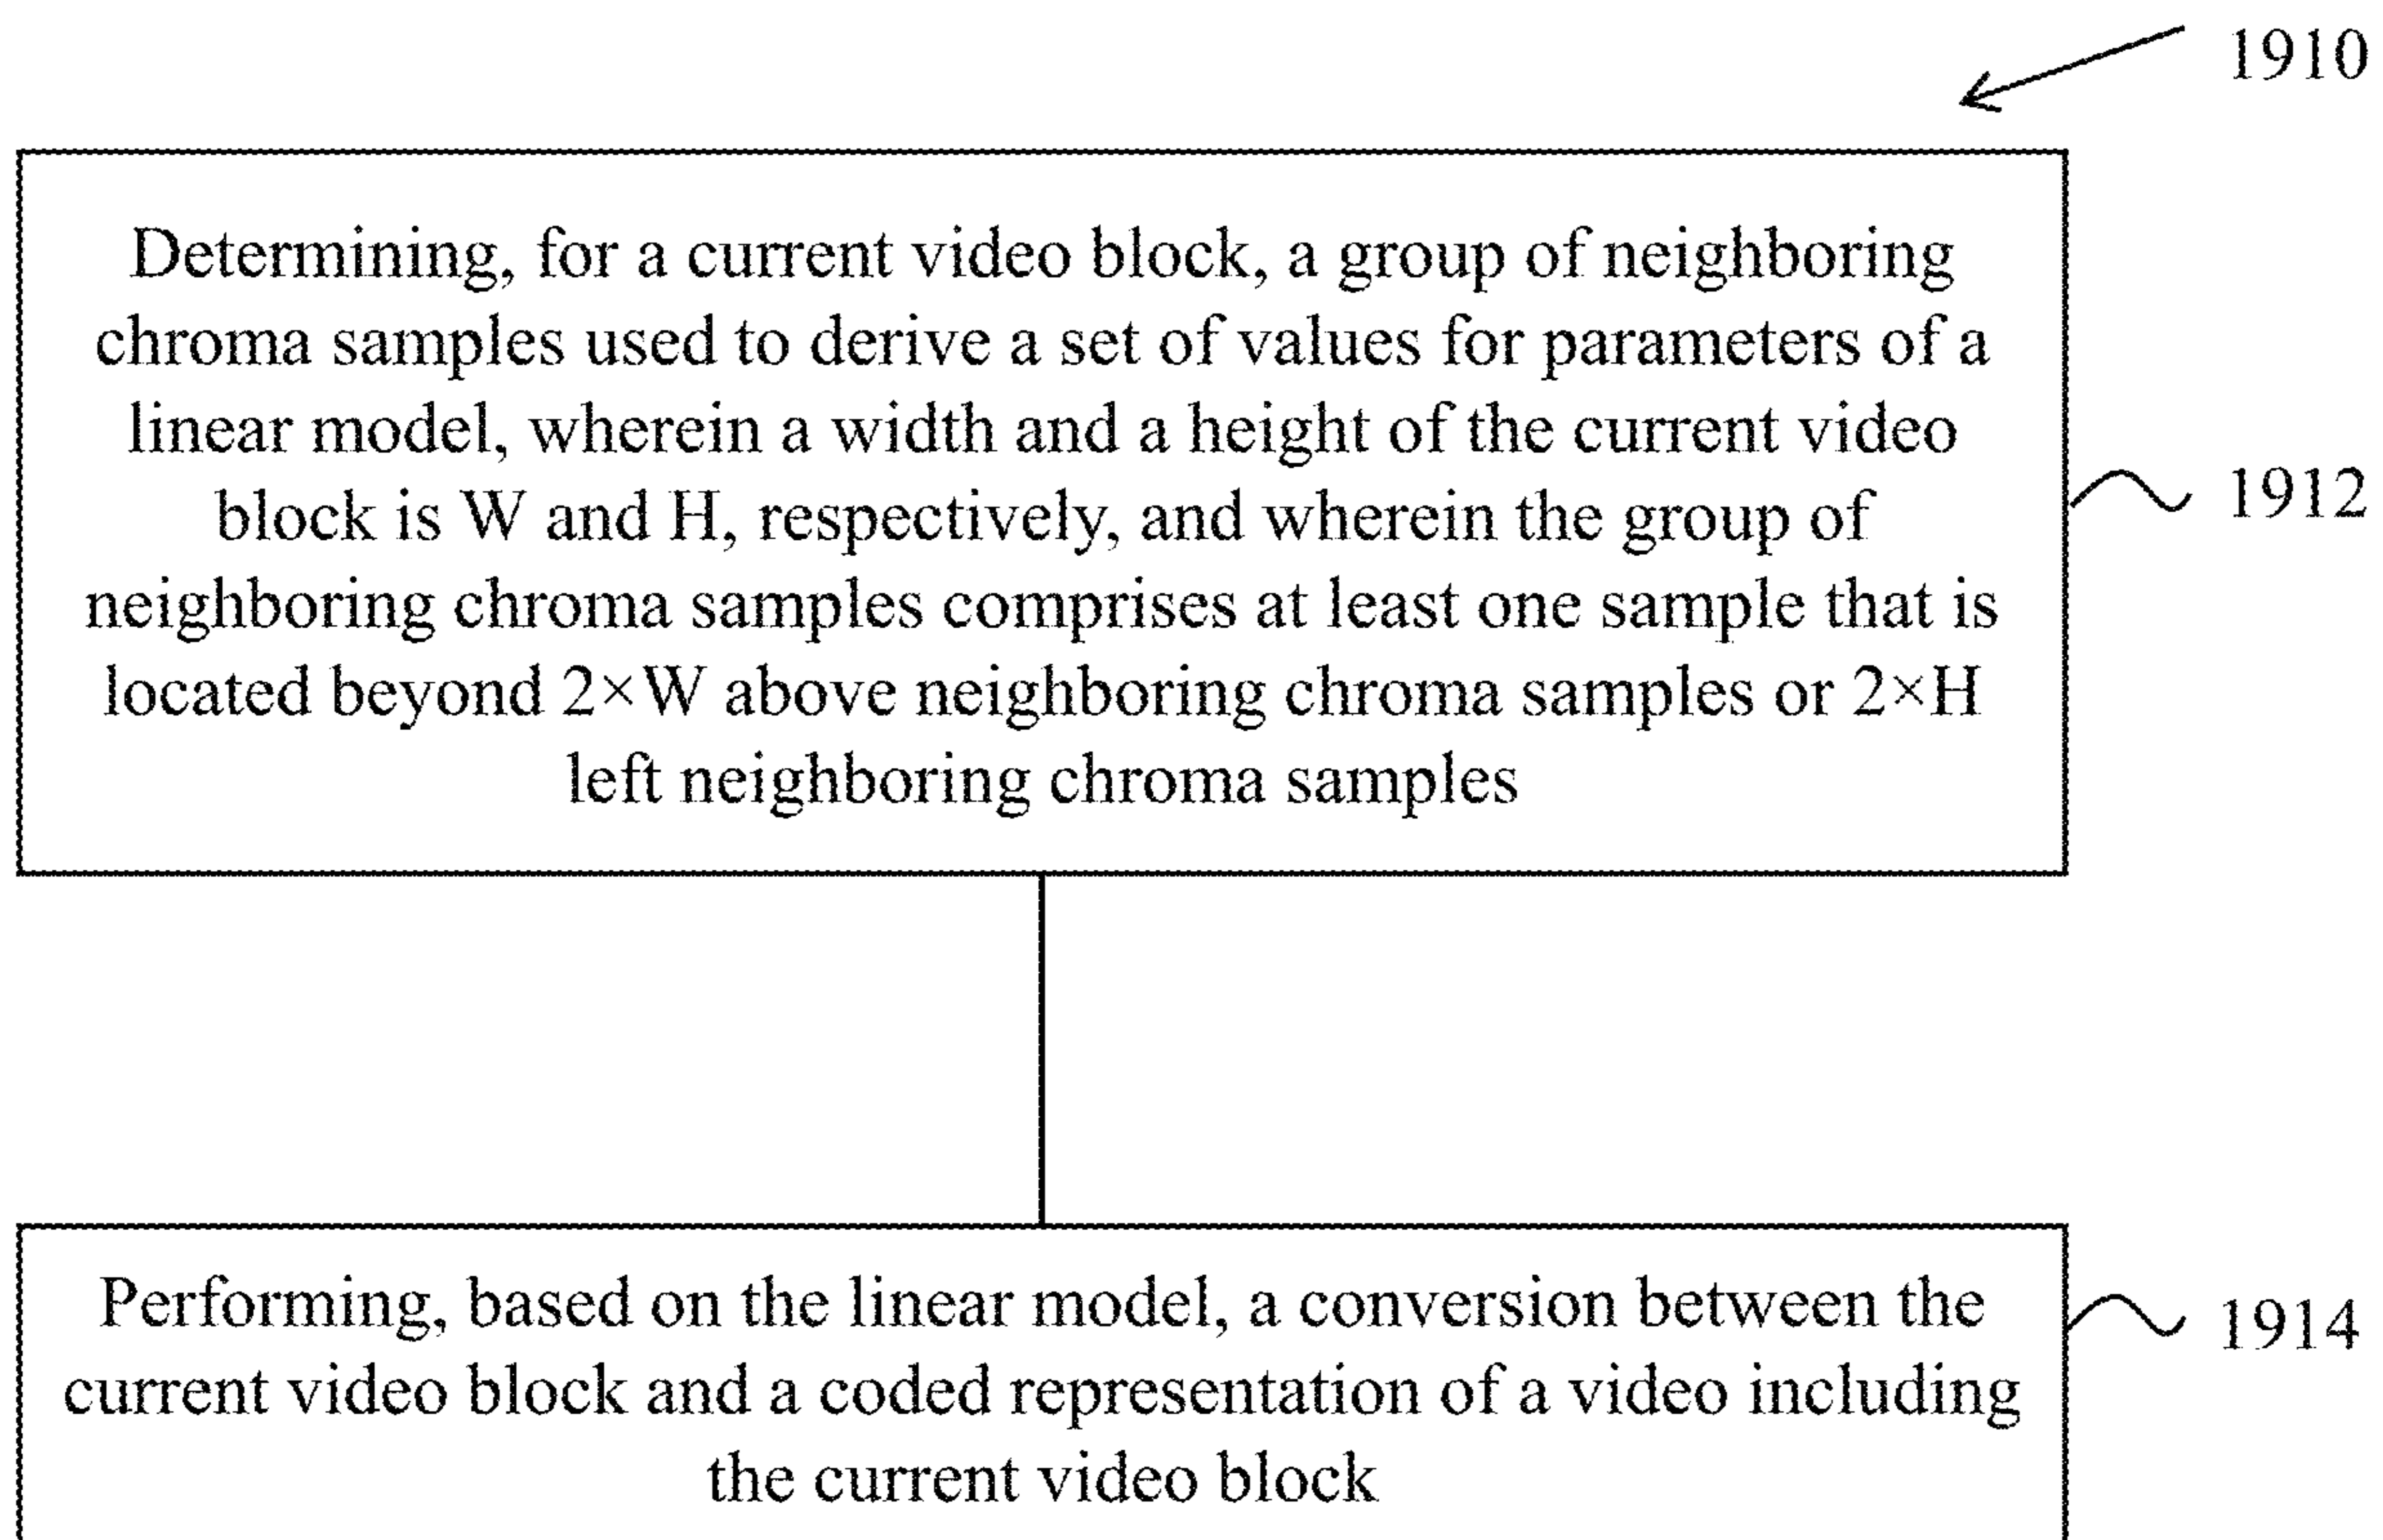 1910
Determining, for a current video block, a group of neighboring
chroma samples used to derive a set of values for parameters of a
linear model, wherein a width and a height of the current video
block is W and H, respectively, and wherein the group of
neighboring chroma samples comprises at least one sample that is
located beyond 2×W above neighboring chroma samples or 2×H
left neighboring chroma samples
1912
Performing, based on the linear model, a conversion between the
current video block and a coded representation of a video including
the current video block
1914